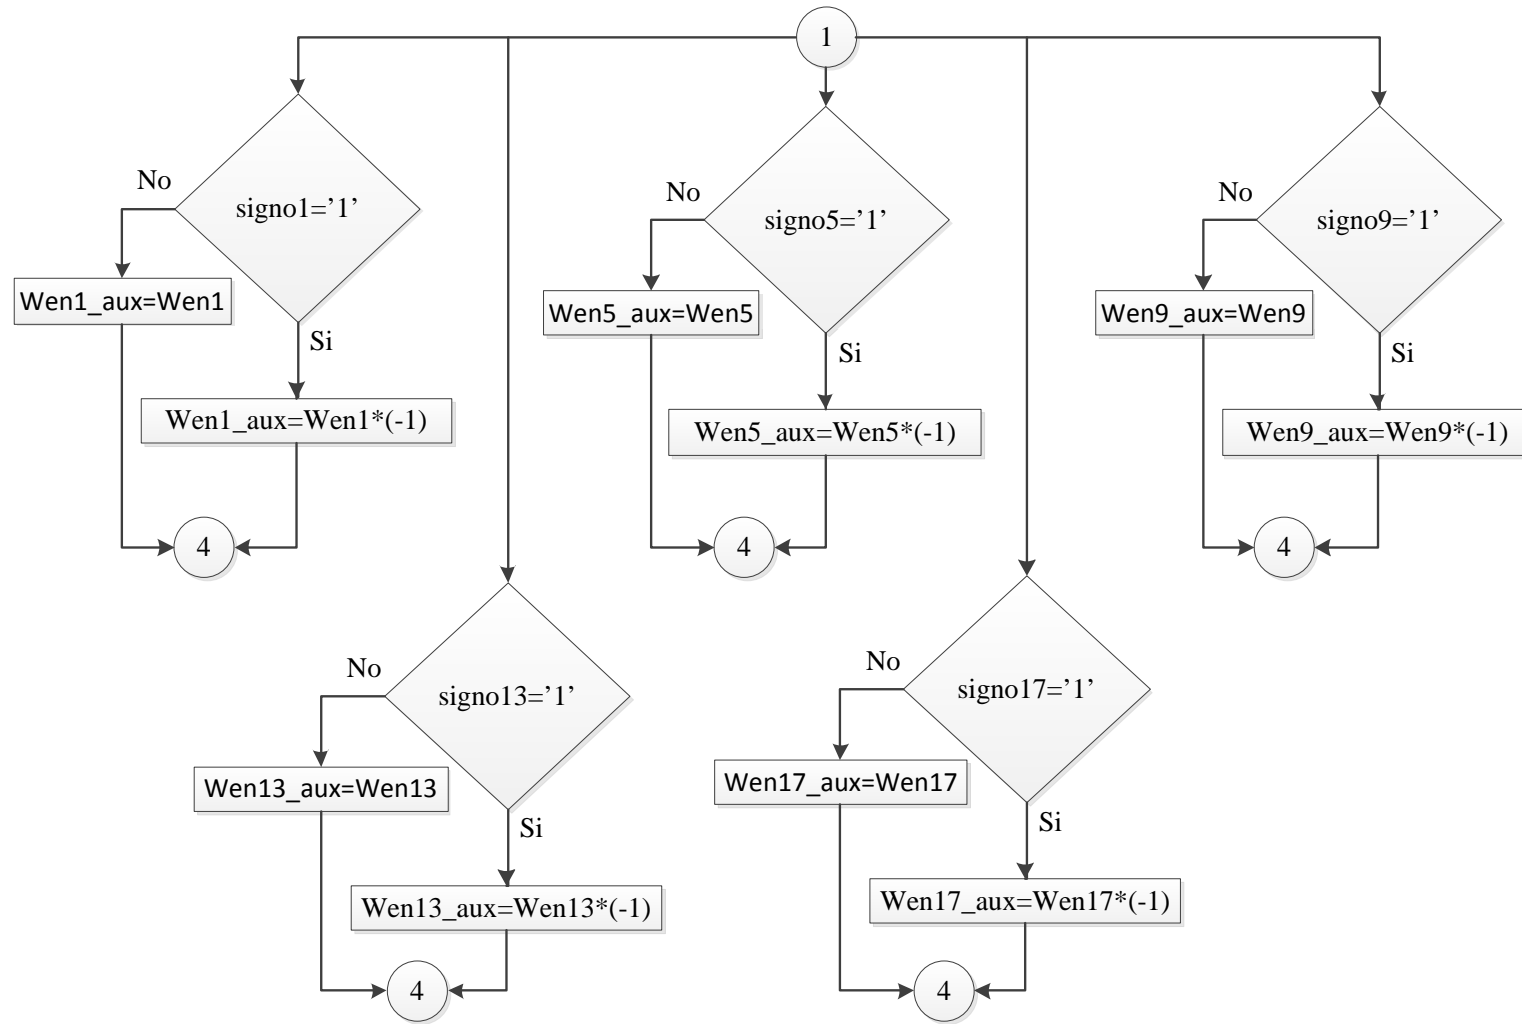 1
No
signo1=’1’
Wen1_aux=Wen1
Si
Wen1_aux=Wen1*(-1)
4
No
signo5=’1’
Wen5_aux=Wen5
Si
Wen5_aux=Wen5*(-1)
4
No
signo9=’1’
Wen9_aux=Wen9
Si
Wen9_aux=Wen9*(-1)
4
No
signo13=’1’
Wen13_aux=Wen13
Si
Wen13_aux=Wen13*(-1)
4
No
signo17=’1’
Wen17_aux=Wen17
Si
Wen17_aux=Wen17*(-1)
4